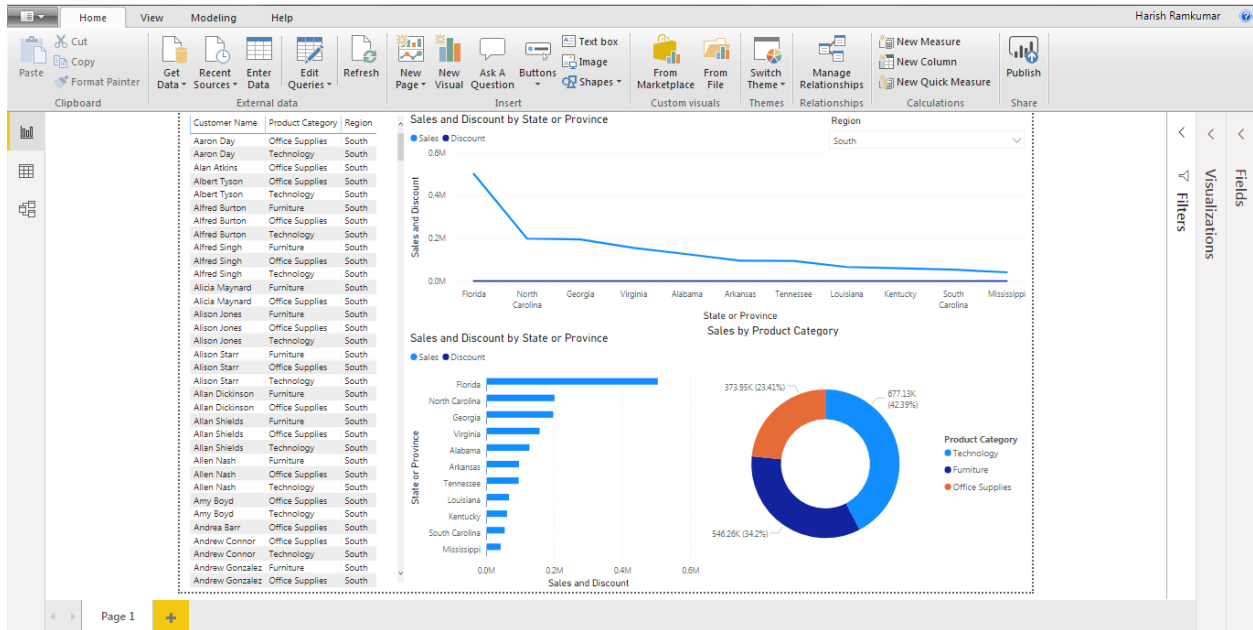 Home View Modeling Help Harish Ramkumar
Paste
Cut
Copy
Format Painter
Clipboard
Get Data
Recent Sources
Enter Data
Edit Queries
Refresh
External data
New Page
New Visual
Ask A Question
Buttons
Text box
Image
Shapes
Insert
From Marketplace
From File
Custom visuals
Switch Theme
Themes
Manage Relationships
Relationships
New Measure
New Column
New Quick Measure
Calculations
Publish
Share
Customer Name Product Category Region
Aaron Day Office Supplies South
Aaron Day Technology South
Alan Atkins Office Supplies South
Albert Tyson Office Supplies South
Albert Tyson Technology South
Alfred Burton Furniture South
Alfred Burton Office Supplies South
Alfred Burton Technology South
Alfred Singh Furniture South
Alfred Singh Office Supplies South
Alfred Singh Technology South
Alicia Maynard Furniture South
Alicia Maynard Office Supplies South
Alison Jones Furniture South
Alison Jones Office Supplies South
Alison Jones Technology South
Alison Starr Furniture South
Alison Starr Office Supplies South
Alison Starr Technology South
Allan Dickinson Furniture South
Allan Dickinson Office Supplies South
Allan Shields Furniture South
Allan Shields Office Supplies South
Allan Shields Technology South
Allen Nash Furniture South
Allen Nash Office Supplies South
Allen Nash Technology South
Amy Boyd Office Supplies South
Amy Boyd Technology South
Andrea Barr Office Supplies South
Andrew Connor Office Supplies South
Andrew Connor Technology South
Andrew Gonzalez Furniture South
Andrew Gonzalez Office Supplies South
Sales and Discount by State or Province
Sales Discount
Sales and Discount
0.6M
0.4M
0.2M
0.0M
Florida North Carolina Georgia Virginia Alabama Arkansas Tennessee Louisiana Kentucky South Carolina Mississippi
State or Province
Region
South
Sales and Discount by State or Province
Sales Discount
State or Province
Florida
North Carolina
Georgia
Virginia
Alabama
Arkansas
Tennessee
Louisiana
Kentucky
South Carolina
Mississippi
0.0M 0.2M 0.4M 0.6M
Sales and Discount
Sales by Product Category
373.95K (23.41%)
677.13K
(42.39%)
546.26K (34.2%)
Product Category
Technology
Furniture
Office Supplies
Filters
Visualizations
Fields
Page 1